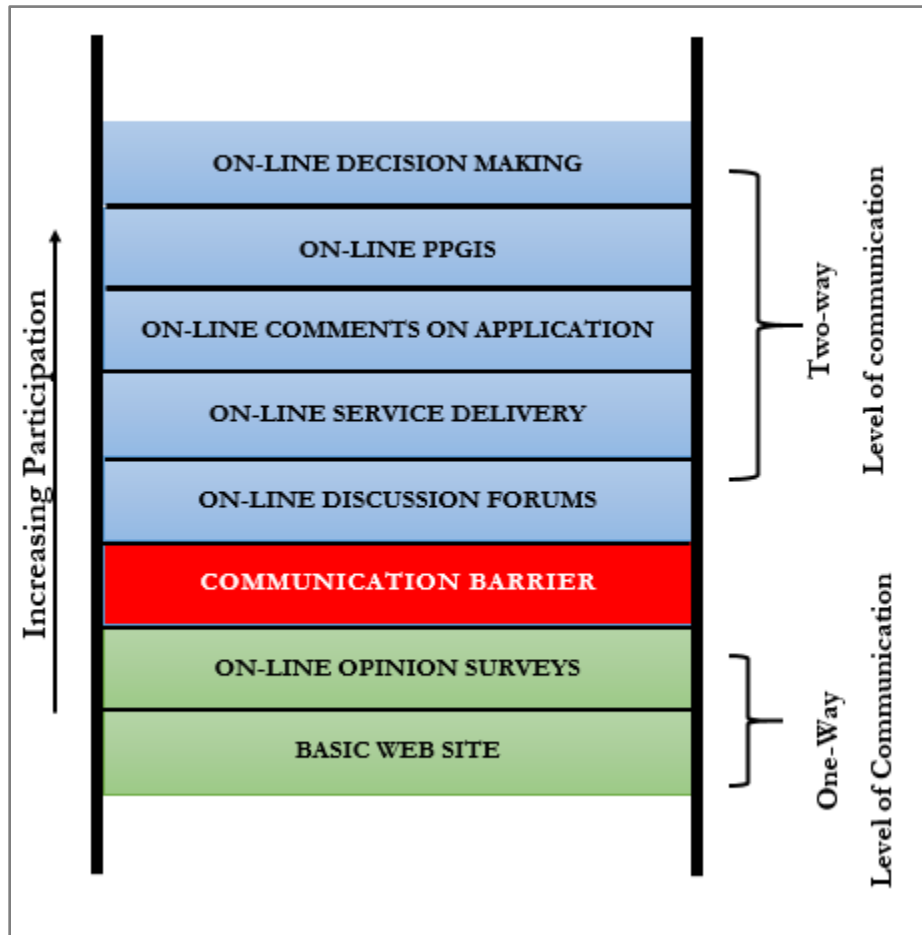 ON-LINE DECISION MAKING
ON-LINE PPGIS
ON-LINE COMMENTS ON APPLICATION
ON-LINE SERVICE DELIVERY
ON-LINE DISCUSSION FORUMS
COMMUNICATION BARRIER
ON-LINE OPINION SURVEYS
BASIC WEB SITE
Increasing Participation
Two-way
Level of communication
One-Way
Level of Communication